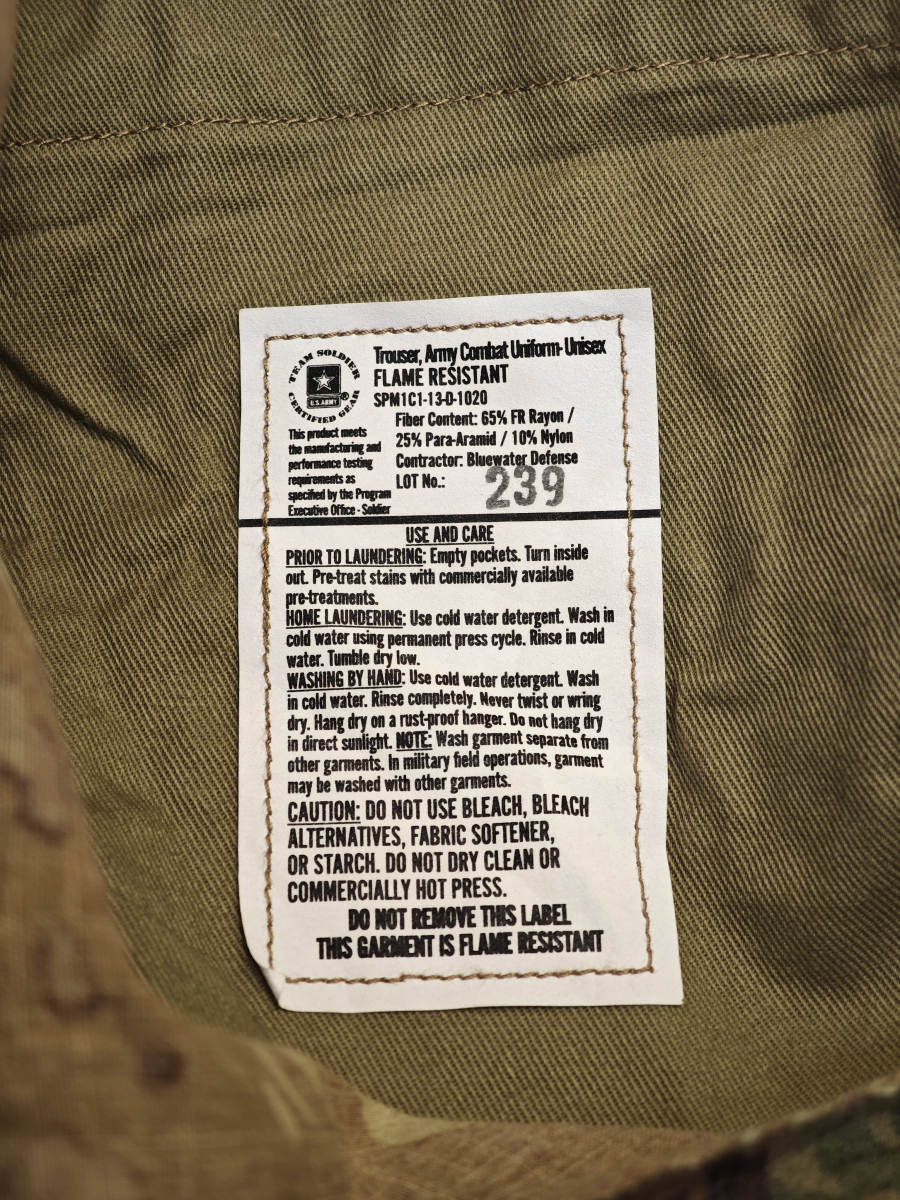 TEAM SOLDIER
U.S. ARMY
®
CERTIFIED GEAR
This product meets
the manufacturing and
performance testing
requirements as
specified by the Program
Executive Office - Soldier
Trouser, Army Combat Uniform- Unisex
FLAME RESISTANT
SPM1C1-13-D-1020
Fiber Content: 65% FR Rayon /
25% Para-Aramid / 10% Nylon
Contractor: Bluewater Defense
LOT No.: 239
USE AND CARE
PRIOR TO LAUNDERING: Empty pockets. Turn inside
out. Pre-treat stains with commercially available
pre-treatments.
HOME LAUNDERING: Use cold water detergent. Wash in
cold water using permanent press cycle. Rinse in cold
water. Tumble dry low.
WASHING BY HAND: Use cold water detergent. Wash
in cold water. Rinse completely. Never twist or wring
dry. Hang dry on a rust-proof hanger. Do not hang dry
in direct sunlight. NOTE: Wash garment separate from
other garments. In military field operations, garment
may be washed with other garments.
CAUTION: DO NOT USE BLEACH, BLEACH
ALTERNATIVES, FABRIC SOFTENER,
OR STARCH. DO NOT DRY CLEAN OR
COMMERCIALLY HOT PRESS.
DO NOT REMOVE THIS LABEL
THIS GARMENT IS FLAME RESISTANT